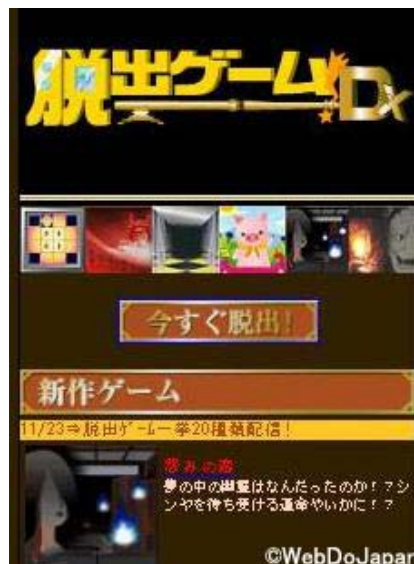 脱出ゲームDX
今すぐ脱出!
新作ゲーム
11/23⇒脱出ゲーム一挙20種類配信!
夢の中の幽霊はなんだったのか!?シ
ンヤを待ち受ける運命やいかに!?
©WebDoJapan